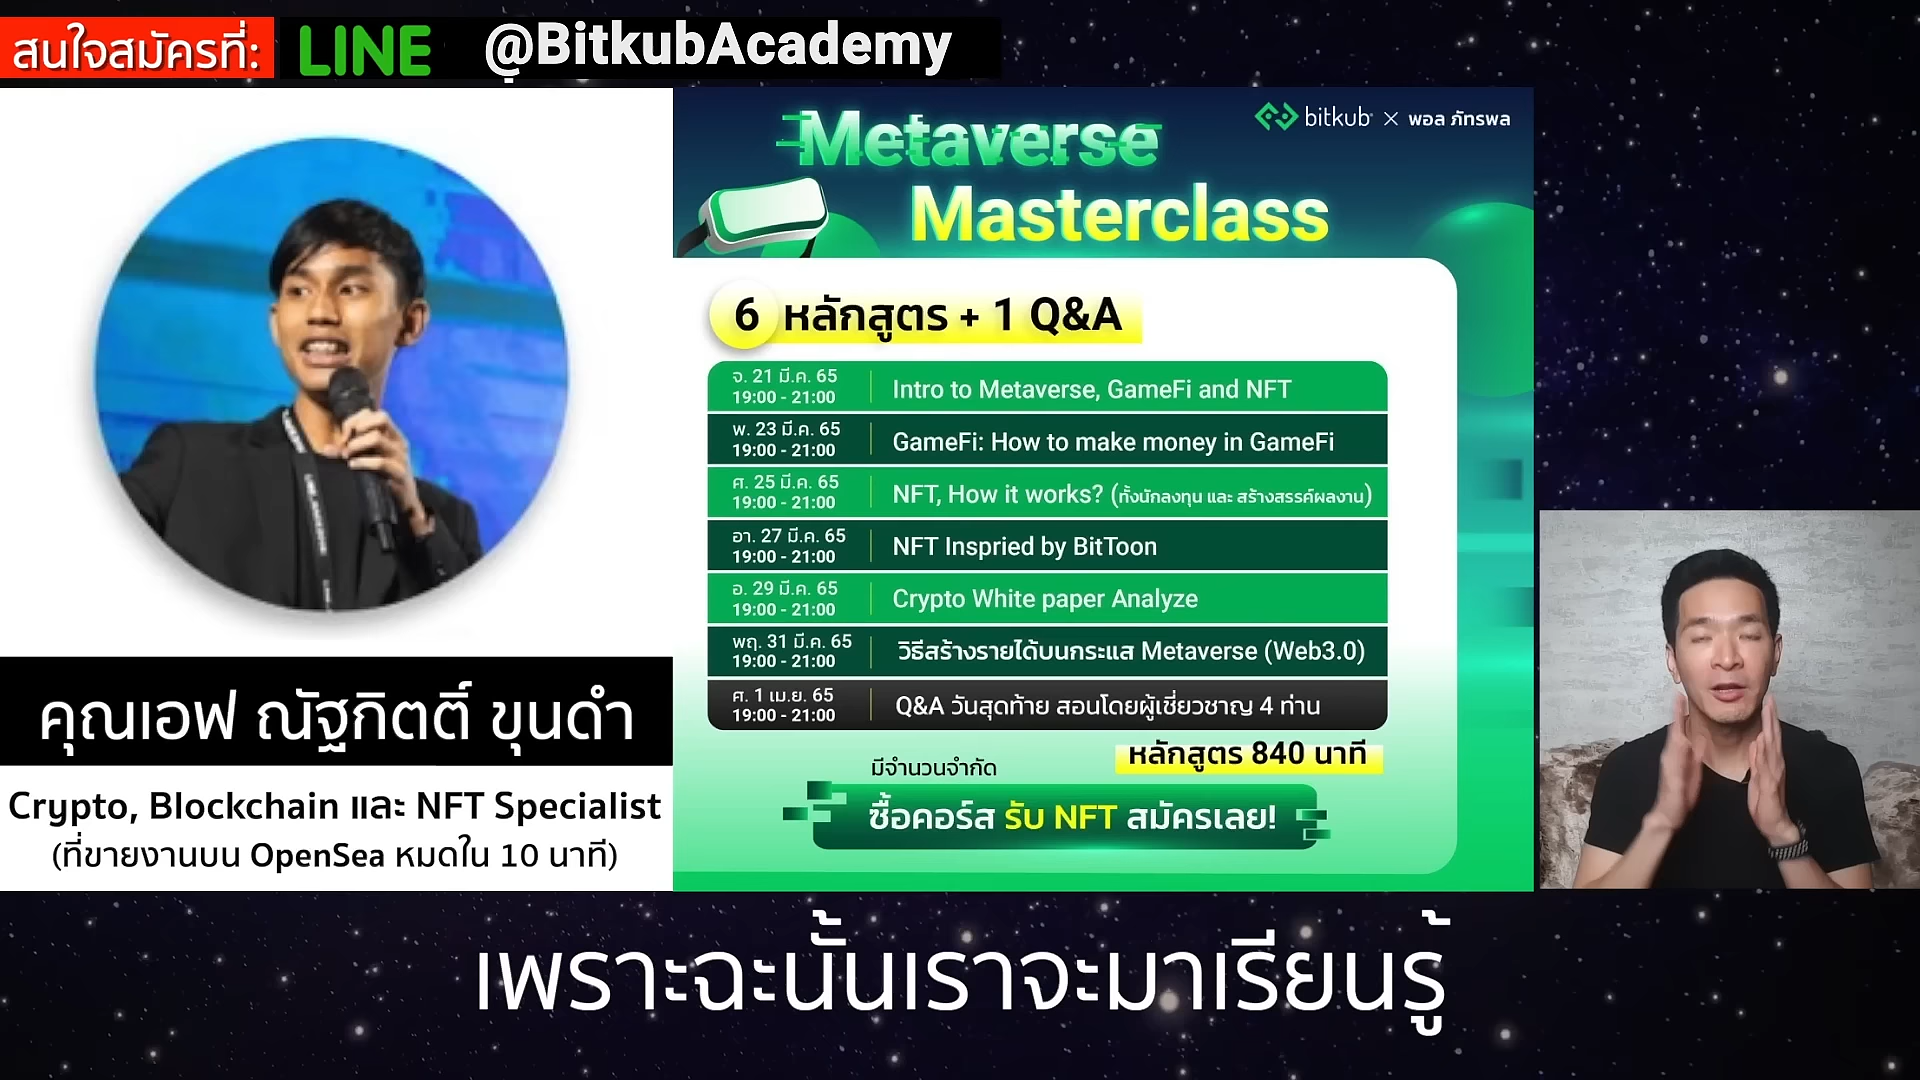 สนใจสมัครที่: LINE @BitkubAcademy
bitkub × พอล ภัทรพล
Metaverse
Masterclass
6 หลักสูตร + 1 Q&A
จ. 21 มี.ค. 65
19:00 - 21:00
Intro to Metaverse, GameFi and NFT
พ. 23 มี.ค. 65
19:00 - 21:00
GameFi: How to make money in GameFi
ศ. 25 มี.ค. 65
19:00 - 21:00
NFT, How it works? (ทั้งนักลงทุน และ สร้างสรรค์ผลงาน)
อา. 27 มี.ค. 65
19:00 - 21:00
NFT Inspried by BitToon
อ. 29 มี.ค. 65
19:00 - 21:00
Crypto White paper Analyze
พฤ. 31 มี.ค. 65
19:00 - 21:00
วิธีสร้างรายได้บนกระแส Metaverse (Web3.0)
ศ. 1 เม.ย. 65
19:00 - 21:00
Q&A วันสุดท้าย สอนโดยผู้เชี่ยวชาญ 4 ท่าน
หลักสูตร 840 นาที
มีจำนวนจำกัด
ซื้อคอร์ส รับ NFT สมัครเลย!
คุณเอฟ ณัฐกิตติ์ ขุนดำ
Crypto, Blockchain และ NFT Specialist
(ที่ขายงานบน OpenSea หมดใน 10 นาที)
เพราะฉะนั้นเราจะมาเรียนรู้